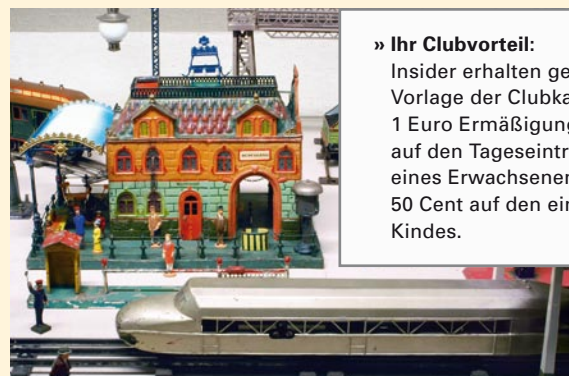 » Ihr Clubvorteil:
Insider erhalten ge
Vorlage der Clubka
1 Euro Ermäßigung
auf den Tageseintr
eines Erwachsener
50 Cent auf den ein
Kindes.